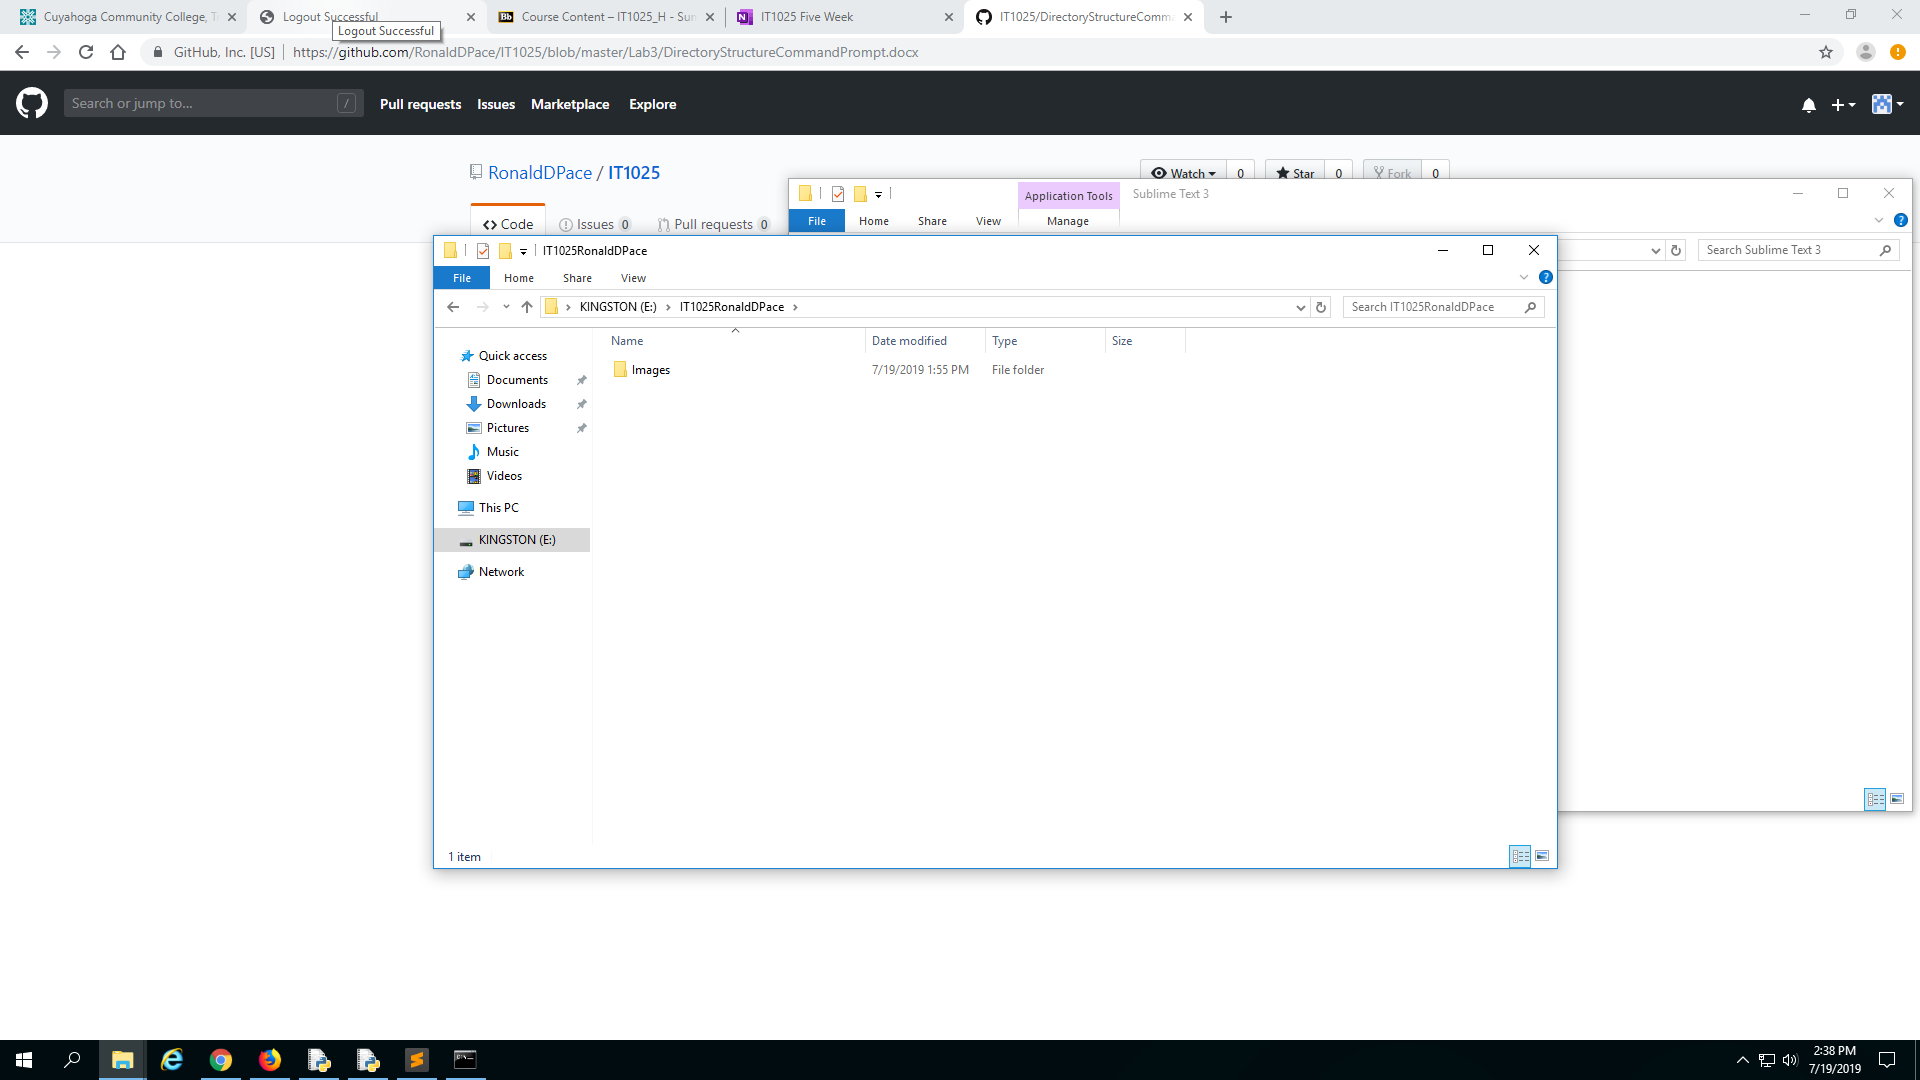 Cuyahoga Community College, T
Logout Successful
Course Content – IT1025_H - Sun
IT1025 Five Week
IT1025/DirectoryStructureComm
Logout Successful
GitHub, Inc. [US]
https://github.com/RonaldDPace/IT1025/blob/master/Lab3/DirectoryStructureCommandPrompt.docx
Search or jump to...
/
Pull requests
Issues
Marketplace
Explore
RonaldDPace / IT1025
Watch
0
Star
0
Fork
0
Code
Issues 0
Pull requests 0
Application Tools
Sublime Text 3
File
Home
Share
View
Manage
Search Sublime Text 3
IT1025RonaldDPace
File
Home
Share
View
KINGSTON (E:)
IT1025RonaldDPace
Search IT1025RonaldDPace
Name
Date modified
Type
Size
Images
7/19/2019 1:55 PM
File folder
Quick access
Documents
Downloads
Pictures
Music
Videos
This PC
KINGSTON (E:)
Network
1 item
2:38 PM
7/19/2019